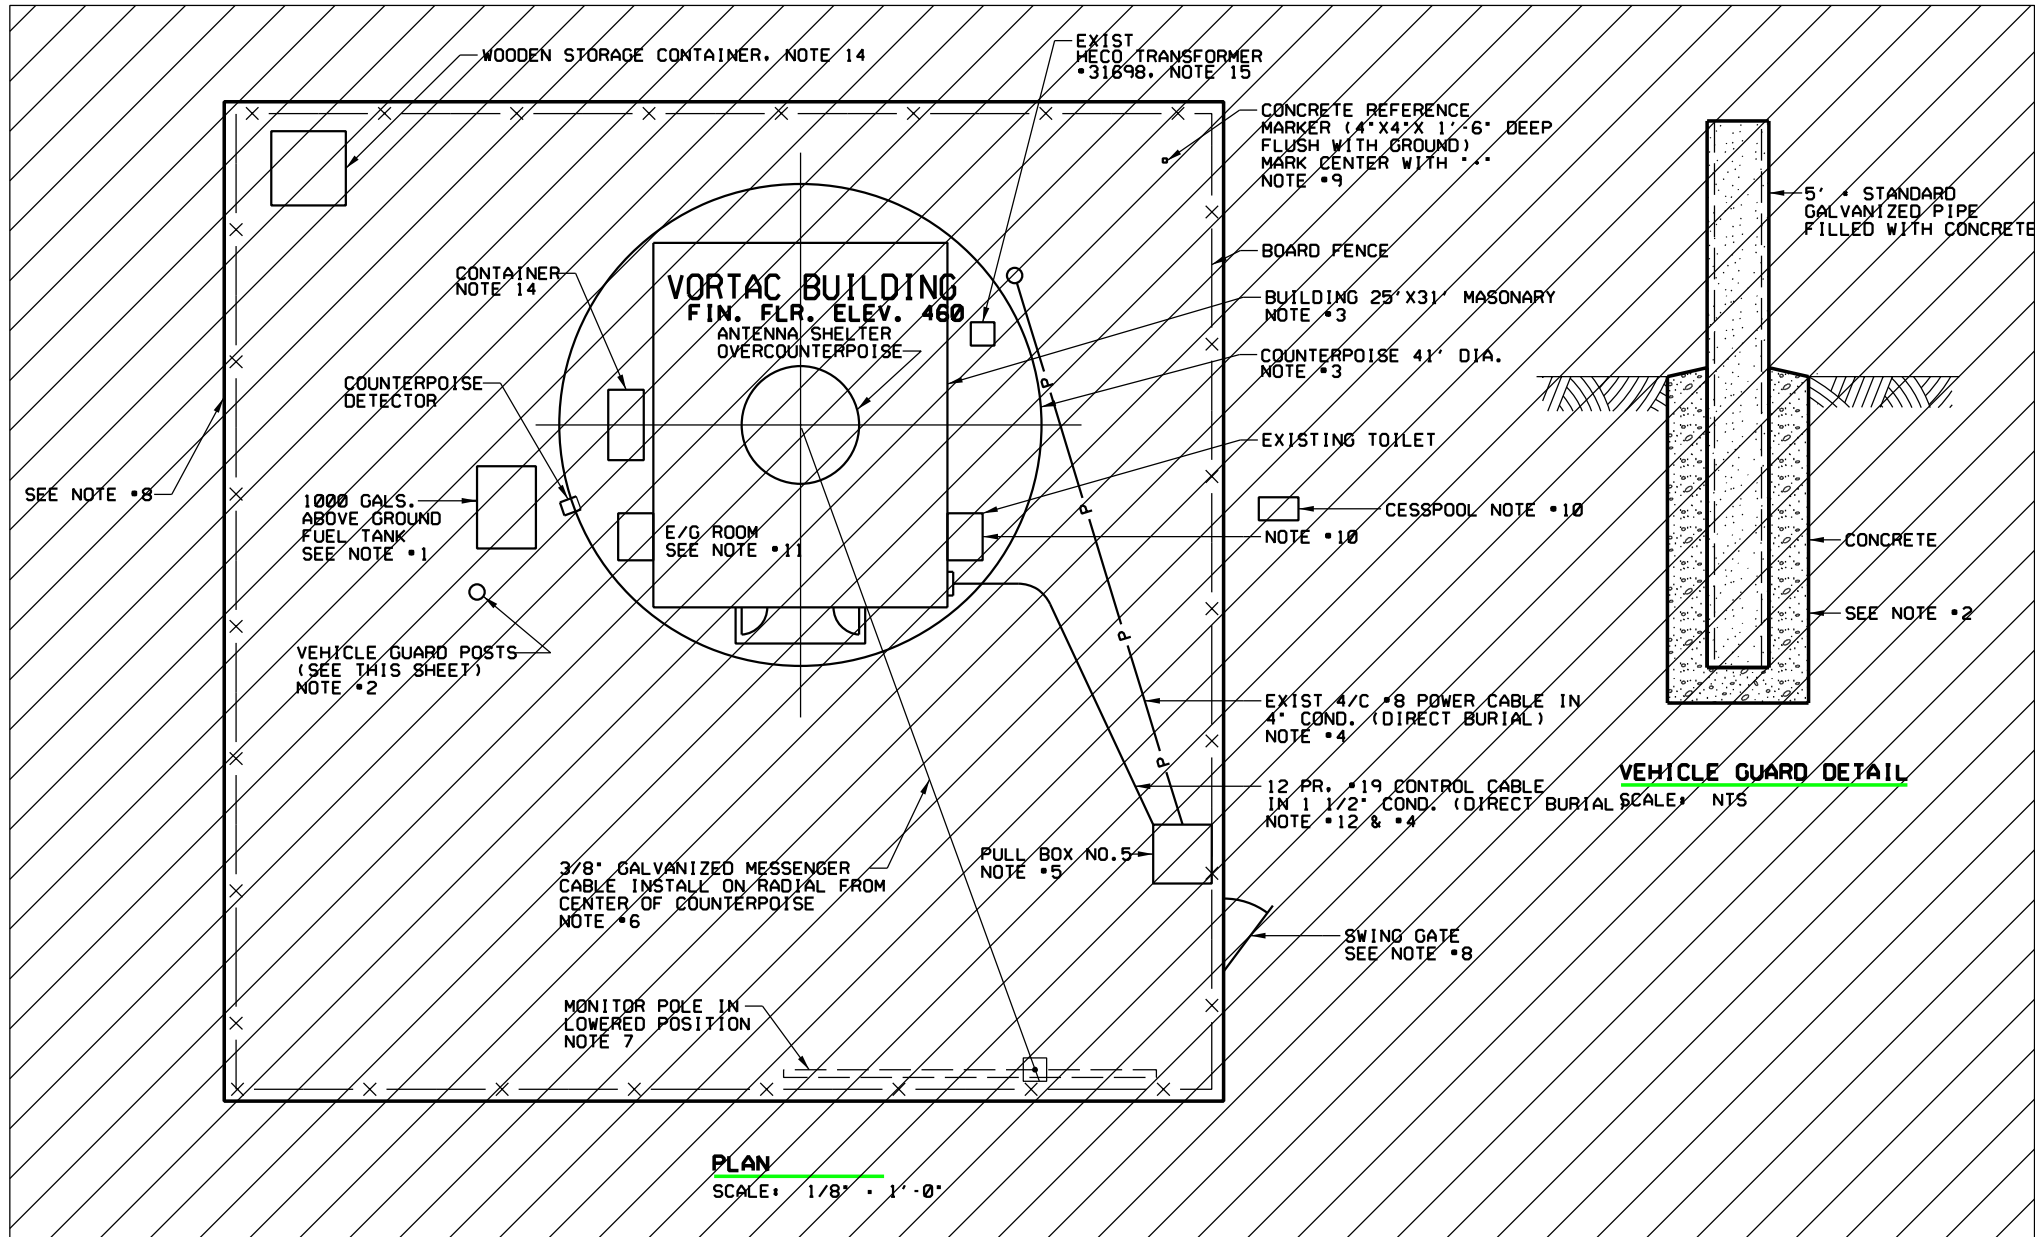 WOODEN STORAGE CONTAINER, NOTE 14
EXIST
HECO TRANSFORMER
#31698, NOTE 15
CONCRETE REFERENCE
MARKER (4"X4"X 1'-6" DEEP
FLUSH WITH GROUND)
MARK CENTER WITH "+"
NOTE #9
BOARD FENCE
BUILDING 25'X31' MASONARY
NOTE #3
COUNTERPOISE 41' DIA.
NOTE #3
EXISTING TOILET
CESSPOOL NOTE #10
NOTE #10
CONTAINER
NOTE 14
VORTAC BUILDING
FIN. FLR. ELEV. 460
ANTENNA SHELTER
OVERCOUNTERPOISE
COUNTERPOISE
DETECTOR
SEE NOTE #8
1000 GALS.
ABOVE GROUND
FUEL TANK
SEE NOTE #1
E/G ROOM
SEE NOTE #11
VEHICLE GUARD POSTS
(SEE THIS SHEET)
NOTE #2
P
P
P
P
EXIST 4/C #8 POWER CABLE IN
4" COND. (DIRECT BURIAL)
NOTE #4
12 PR. #19 CONTROL CABLE
IN 1 1/2" COND. (DIRECT BURIAL)
NOTE #12 & #4
PULL BOX NO.5
NOTE #5
3/8" GALVANIZED MESSENGER
CABLE INSTALL ON RADIAL FROM
CENTER OF COUNTERPOISE
NOTE #6
SWING GATE
SEE NOTE #8
MONITOR POLE IN
LOWERED POSITION
NOTE 7
PLAN
SCALE: 1/8" = 1'-0"
5' STANDARD
GALVANIZED PIPE
FILLED WITH CONCRETE
CONCRETE
SEE NOTE #2
VEHICLE GUARD DETAIL
SCALE: NTS